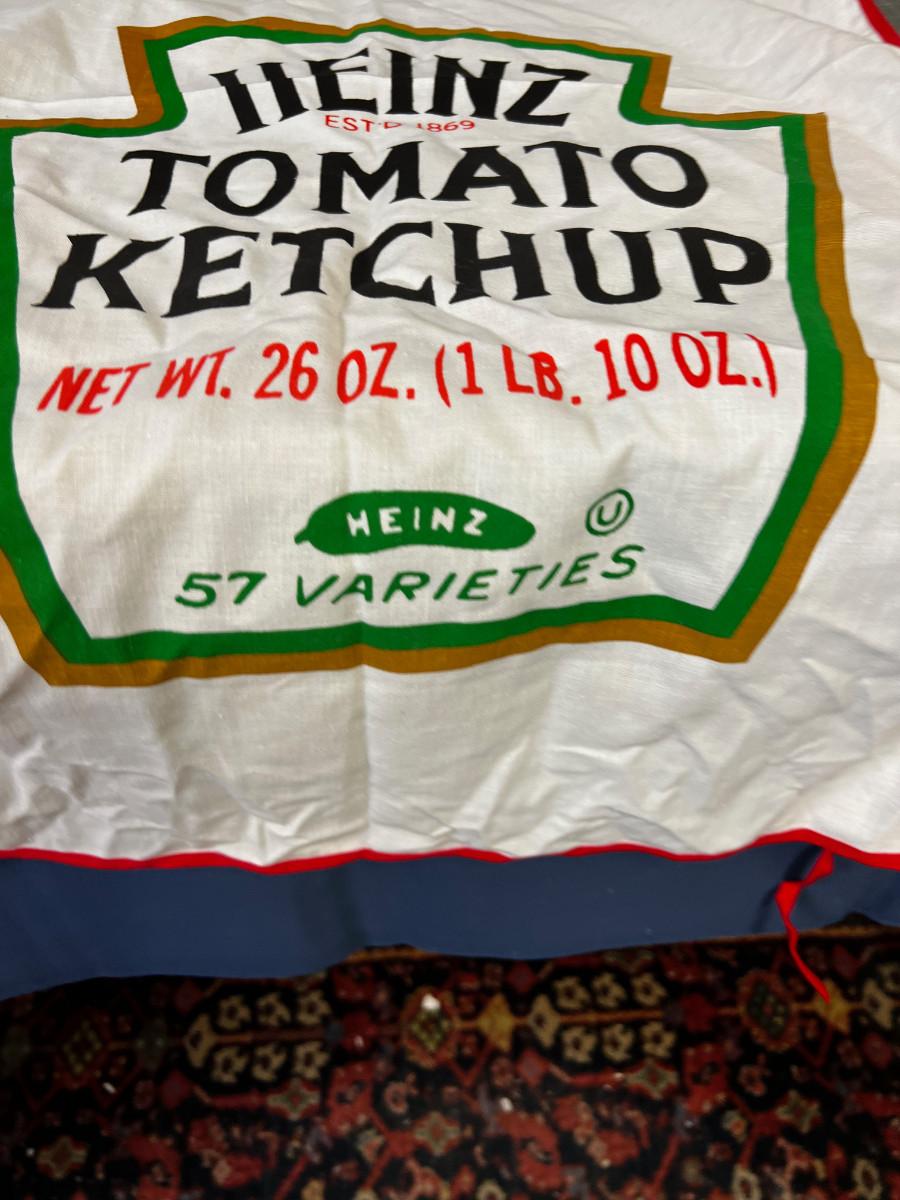 HEINZ
EST'D 1869
TOMATO
KETCHUP
NET WT. 26 OZ. (1 LB. 10 OZ.)
HEINZ
U
57 VARIETIES